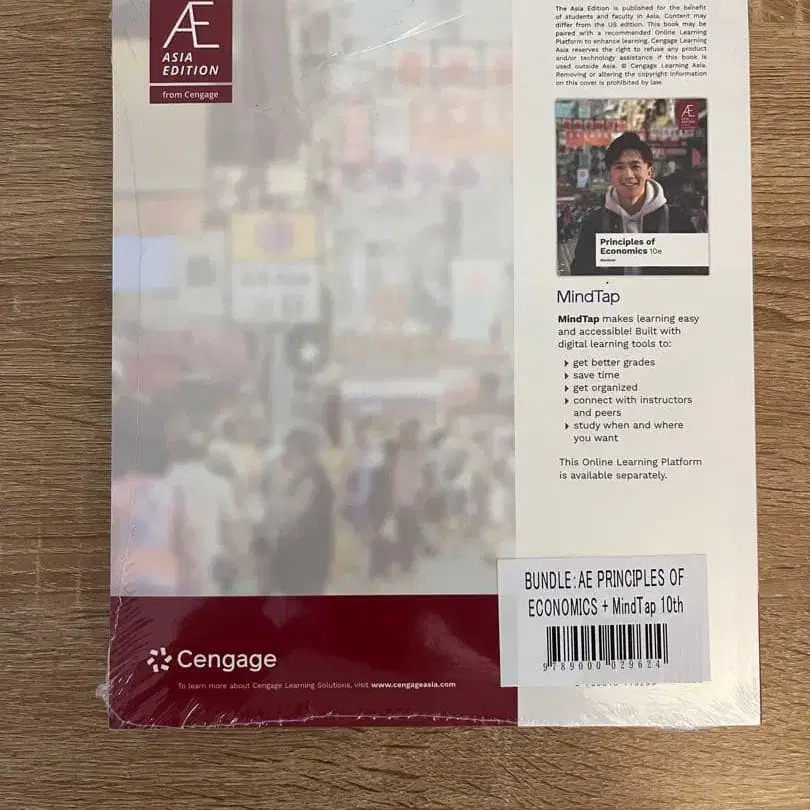 Æ
ASIA
EDITION
from Cengage
The Asia Edition is published for the benefit
of students and faculty in Asia. Content may
differ from the US edition. This book may be
paired with a recommended Online Learning
Platform to enhance learning. Cengage Learning
Asia reserves the right to refuse any product
and/or technology assistance if this book is
used outside Asia. © Cengage Learning Asia.
Removing or altering the copyright information
on this cover is prohibited by law
Æ
Principles of
Economics 10e
MindTap
MindTap makes learning easy
and accessible! Built with
digital learning tools to:
get better grades
save time
get organized
connect with instructors
and peers
study when and where
you want
This Online Learning Platform
is available separately.
BUNDLE:AE PRINCIPLES OF
ECONOMICS + MindTap 10th
9 789000 029624
Cengage
To learn more about Cengage Learning Solutions, visit www.cengageasia.com